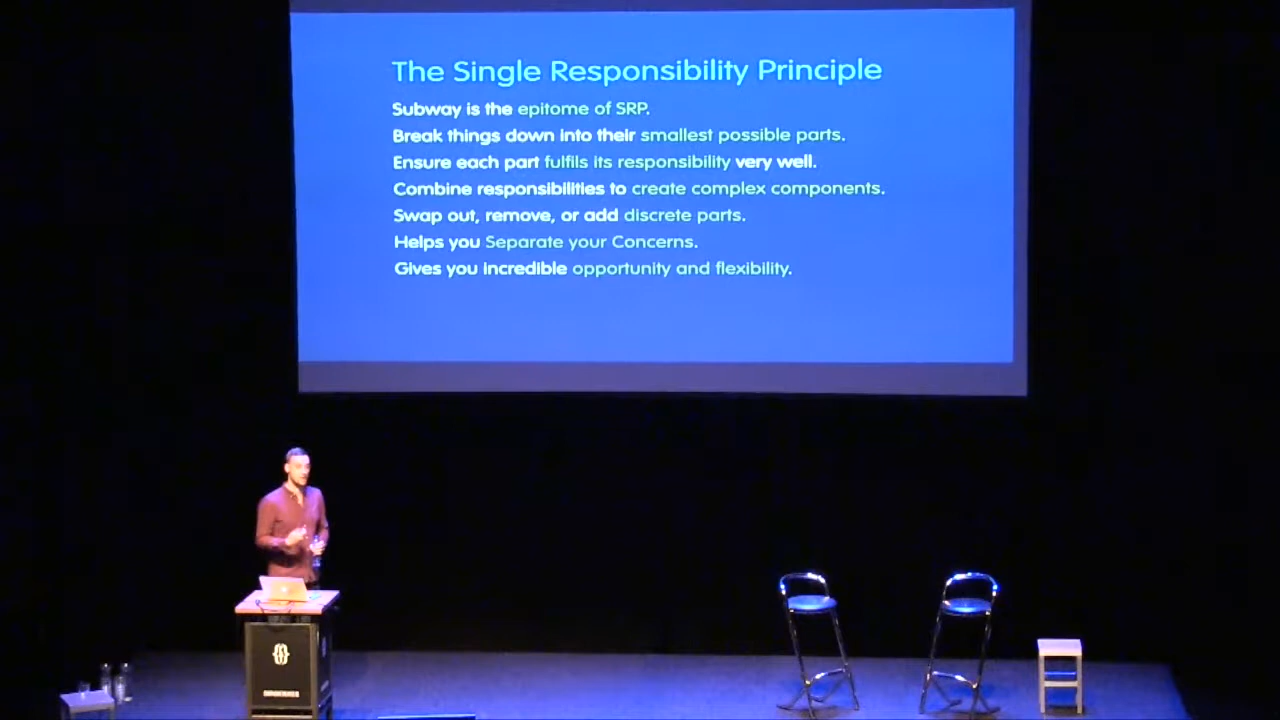 The Single Responsibility Principle
Subway is the epitome of SRP.
Break things down into their smallest possible parts.
Ensure each part fulfils its responsibility very well.
Combine responsibilities to create complex components.
Swap out, remove, or add discrete parts.
Helps you Separate your Concerns.
Gives you incredible opportunity and flexibility.